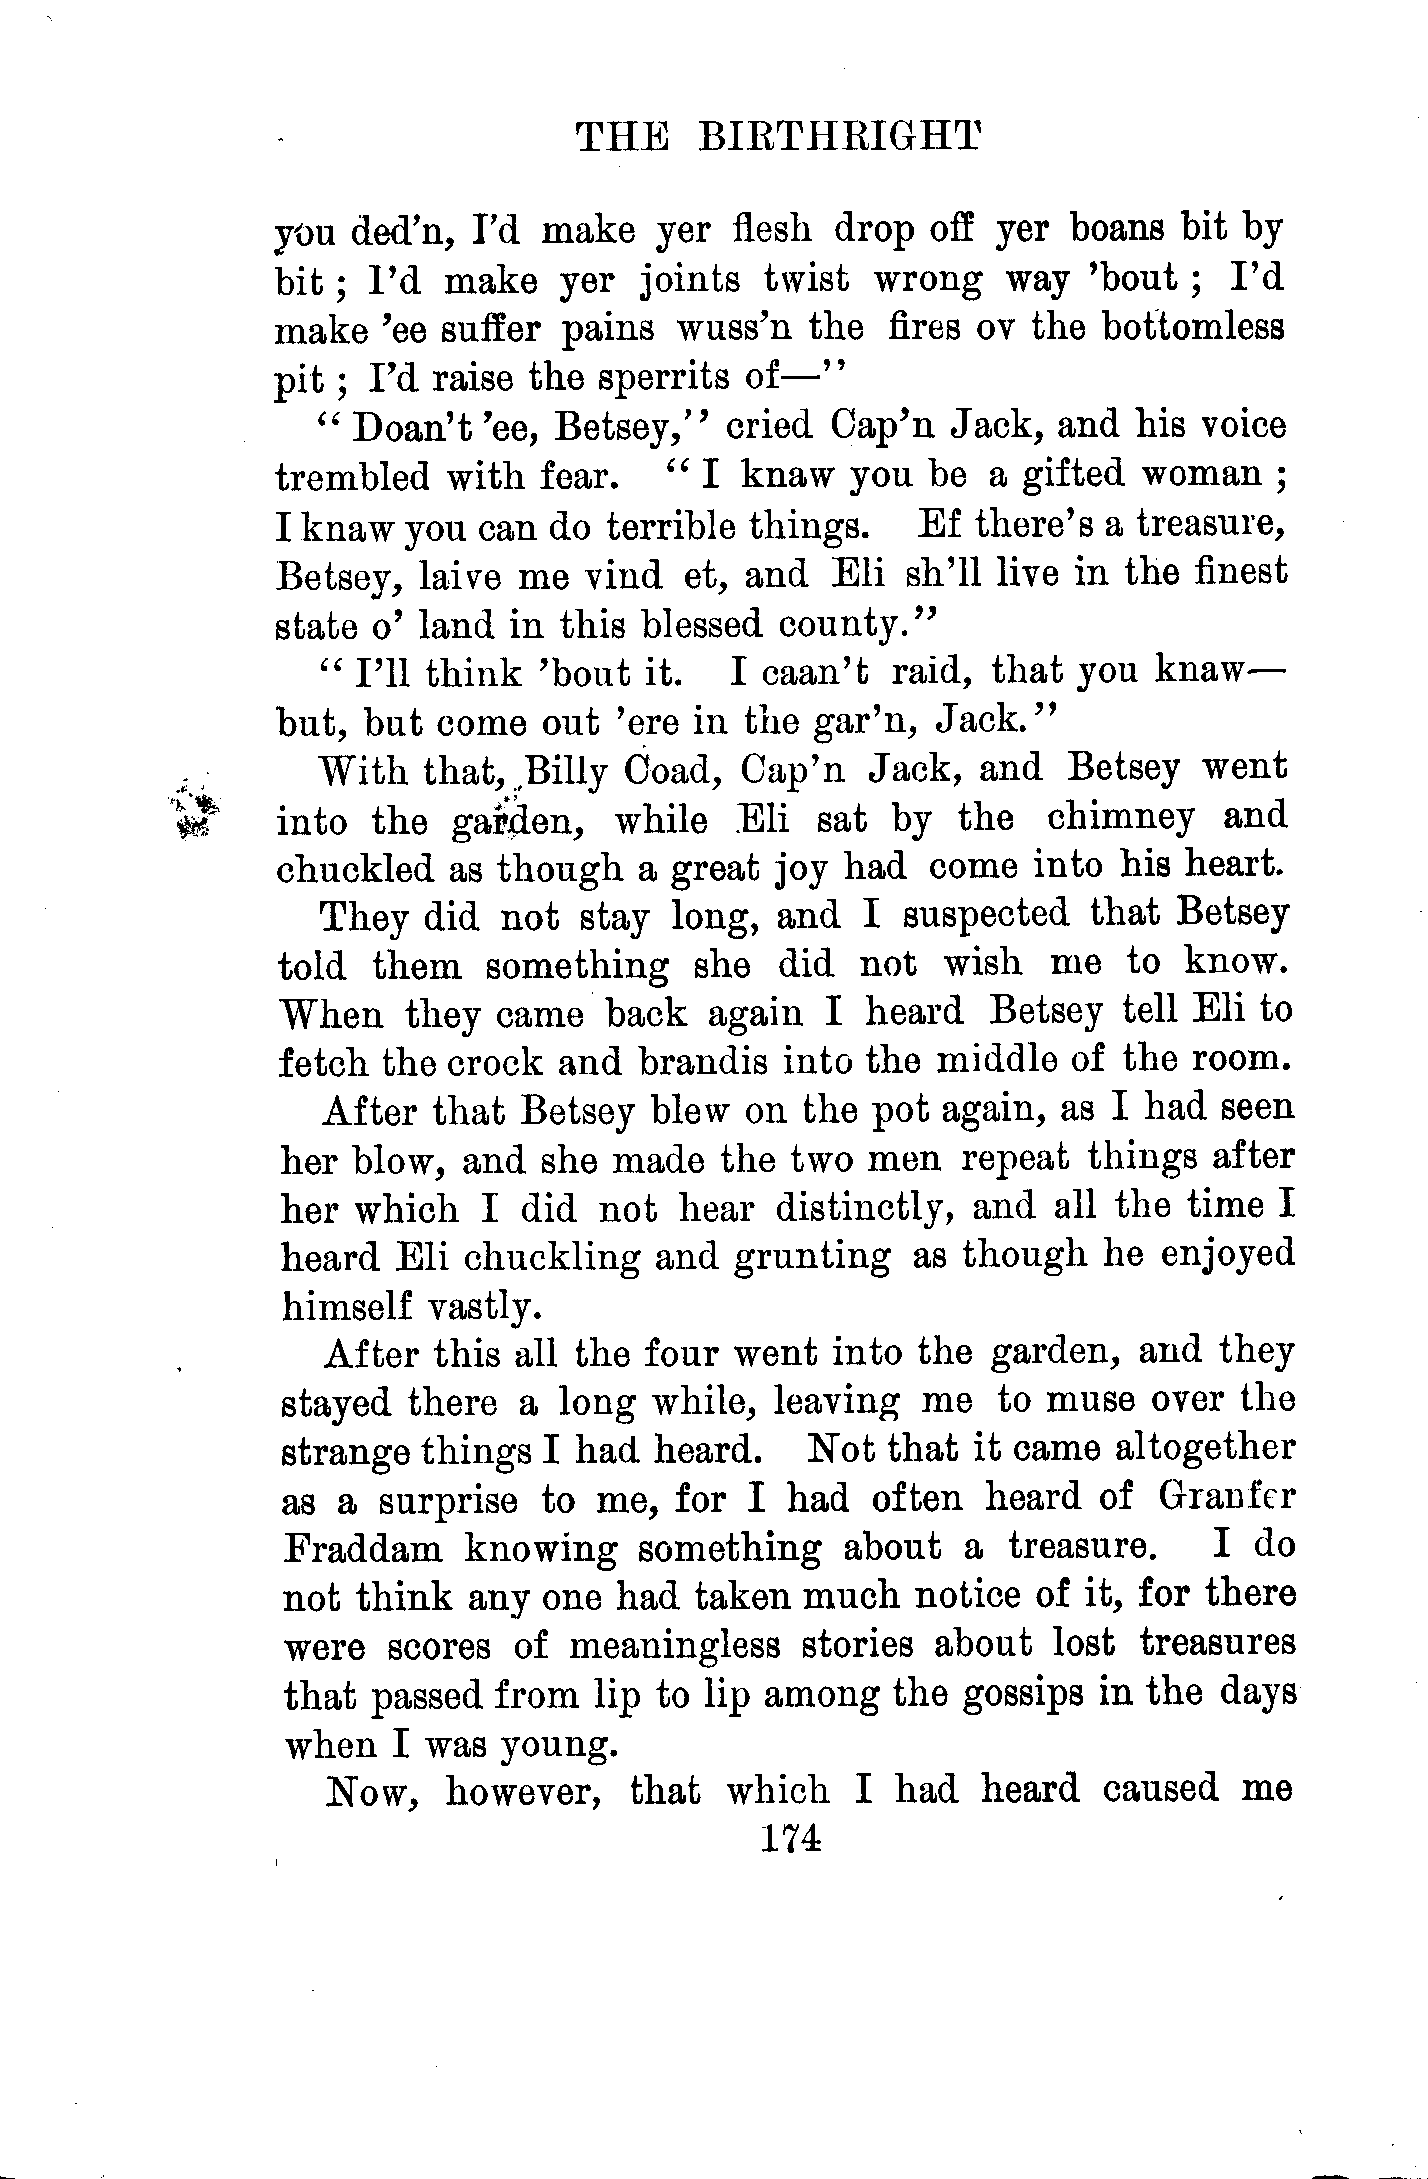 THE BIRTHRIGHT
you ded'n, I'd make yer flesh drop off yer boans bit by
bit ; I'd make yer joints twist wrong way 'bout ; I'd
make 'ee suffer pains wuss'n the fires ov the bottomless
pit ; I'd raise the sperrits of—"
" Doan't 'ee, Betsey," cried Cap'n Jack, and his voice
trembled with fear. " I knaw you be a gifted woman ;
I knaw you can do terrible things. Ef there's a treasure,
Betsey, laive me vind et, and Eli sh'll live in the finest
state o' land in this blessed county."
" I'll think 'bout it. I caan't raid, that you knaw—
but, but come out 'ere in the gar'n, Jack."
With that, Billy Coad, Cap'n Jack, and Betsey went
into the garden, while Eli sat by the chimney and
chuckled as though a great joy had come into his heart.
They did not stay long, and I suspected that Betsey
told them something she did not wish me to know.
When they came back again I heard Betsey tell Eli to
fetch the crock and brandis into the middle of the room.
After that Betsey blew on the pot again, as I had seen
her blow, and she made the two men repeat things after
her which I did not hear distinctly, and all the time I
heard Eli chuckling and grunting as though he enjoyed
himself vastly.
After this all the four went into the garden, and they
stayed there a long while, leaving me to muse over the
strange things I had heard. Not that it came altogether
as a surprise to me, for I had often heard of Granfer
Fraddam knowing something about a treasure. I do
not think any one had taken much notice of it, for there
were scores of meaningless stories about lost treasures
that passed from lip to lip among the gossips in the days
when I was young.
Now, however, that which I had heard caused me
174